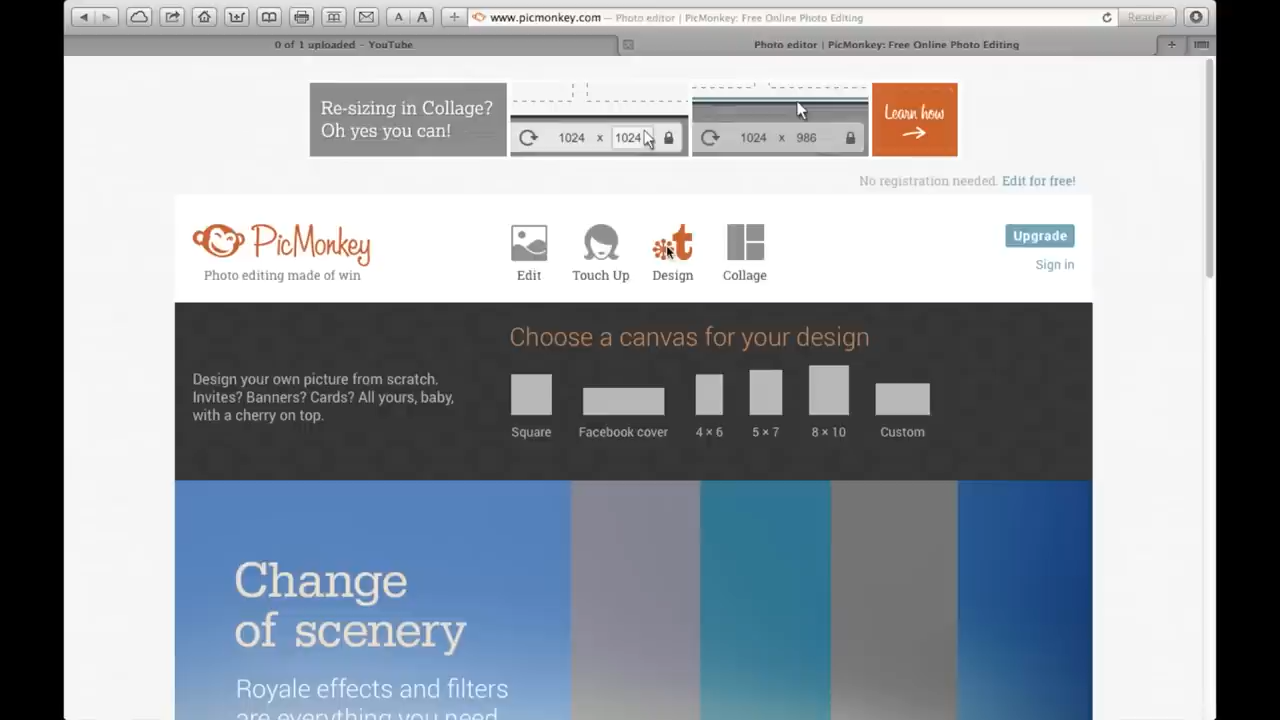 www.picmonkey.com — Photo editor | PicMonkey: Free Online Photo Editing
Reader
A A
0 of 1 uploaded - YouTube
Photo editor | PicMonkey: Free Online Photo Editing
Re-sizing in Collage?
Oh yes you can!
1024 x 1024
1024 x 986
Learn how
No registration needed. Edit for free!
PicMonkey
Photo editing made of win
t
Edit
Touch Up
Design
Collage
Upgrade
Sign in
Choose a canvas for your design
Design your own picture from scratch.
Invites? Banners? Cards? All yours, baby,
with a cherry on top.
Square
Facebook cover
4 × 6
5 × 7
8 × 10
Custom
Change
of scenery
Royale effects and filters
are everything you need